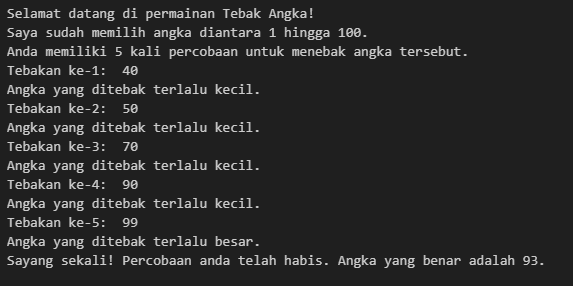 Selamat datang di permainan Tebak Angka!
Saya sudah memilih angka diantara 1 hingga 100.
Anda memiliki 5 kali percobaan untuk menebak angka tersebut.
Tebakan ke-1:  40
Angka yang ditebak terlalu kecil.
Tebakan ke-2:  50
Angka yang ditebak terlalu kecil.
Tebakan ke-3:  70
Angka yang ditebak terlalu kecil.
Tebakan ke-4:  90
Angka yang ditebak terlalu kecil.
Tebakan ke-5:  99
Angka yang ditebak terlalu besar.
Sayang sekali! Percobaan anda telah habis. Angka yang benar adalah 93.